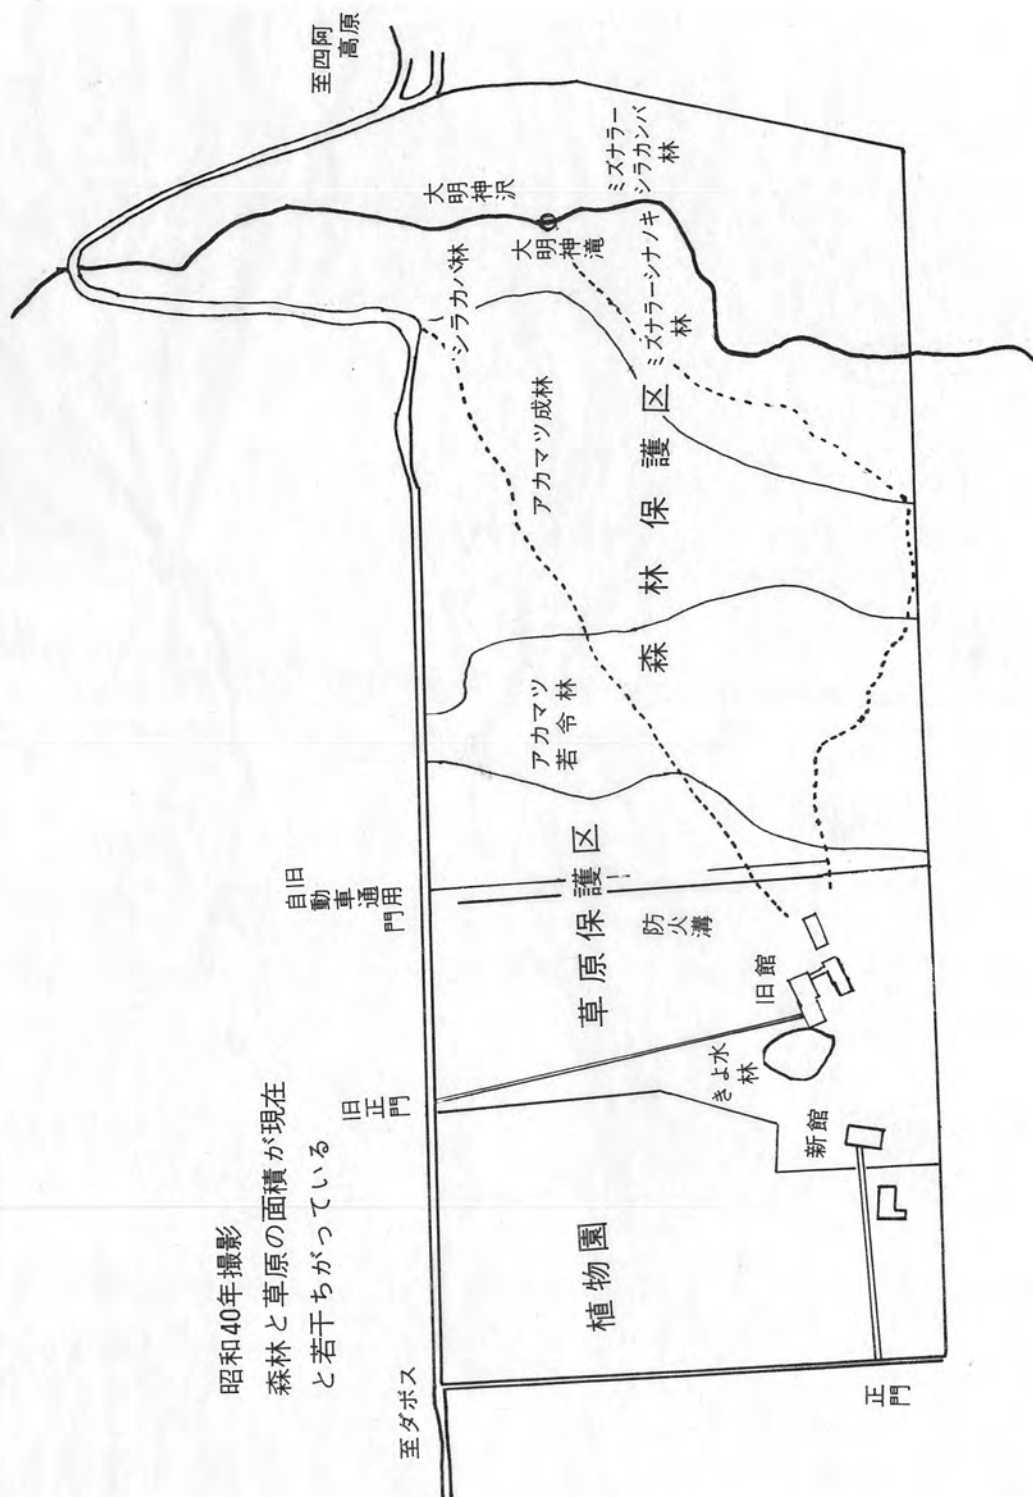 昭和40年撮影
森林と草原の面積が現在
と若干ちがっている
至ダボス
旧
正
門
自旧
動
車
通
門用
至四阿
高原
大
明
神
沢
大
明
神
滝
ミズナラー
シラカンバ
林
シラカバ林
ミズナラーシナノキ
林
アカマツ成林
アカマツ
若令林
森林保護区
草原保護区
防
火
溝
旧館
きよ水
林
新館
植物園
正
門